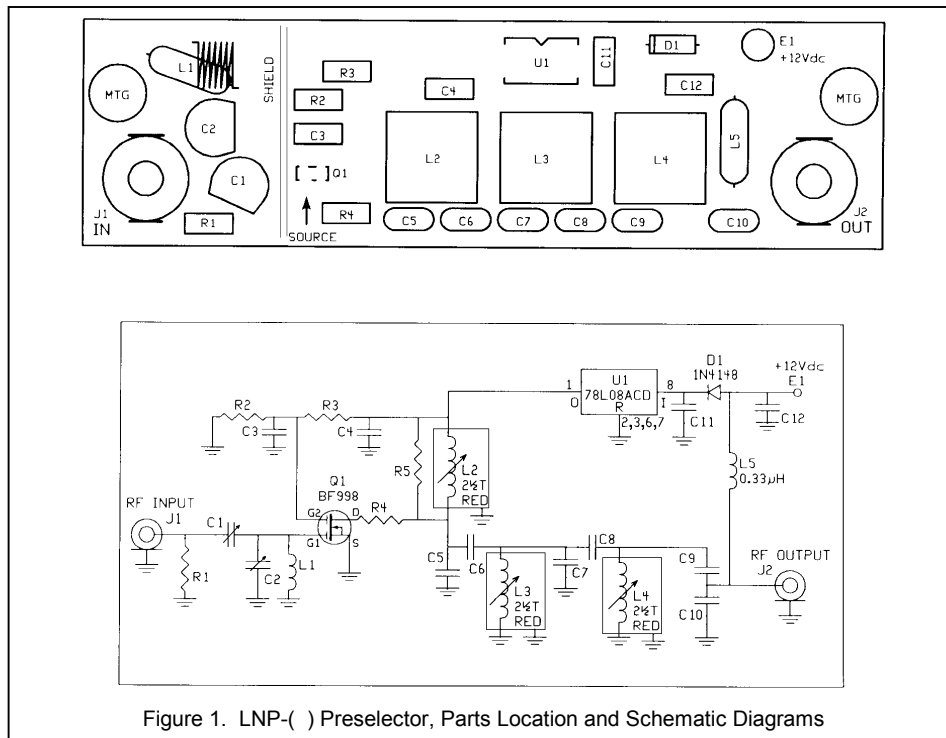 L1
SHIELD
R3
U1
C11
D1
E1
+12Vdc
MTG
R2
C4
C12
MTG
C2
C3
L2
L3
L4
L5
Q1
C1
J1
IN
R1
SOURCE
R4
C5
C6
C7
C8
C9
C10
J2
OUT
D1
1N4148
+12Vdc
E1
U1
1
78L08ACD
8
O
R
I
2,3,6,7
C11
C12
R2
R3
C3
C4
R5
L2
2½T
RED
L5
0.33µH
Q1
BF998
RF INPUT
J1
G2
D
R4
G1
S
C1
R1
C2
L1
C5
C6
C8
C7
C9
RF OUTPUT
J2
L3
2½T
RED
L4
2½T
RED
C10
Figure 1. LNP-( ) Preselector, Parts Location and Schematic Diagrams